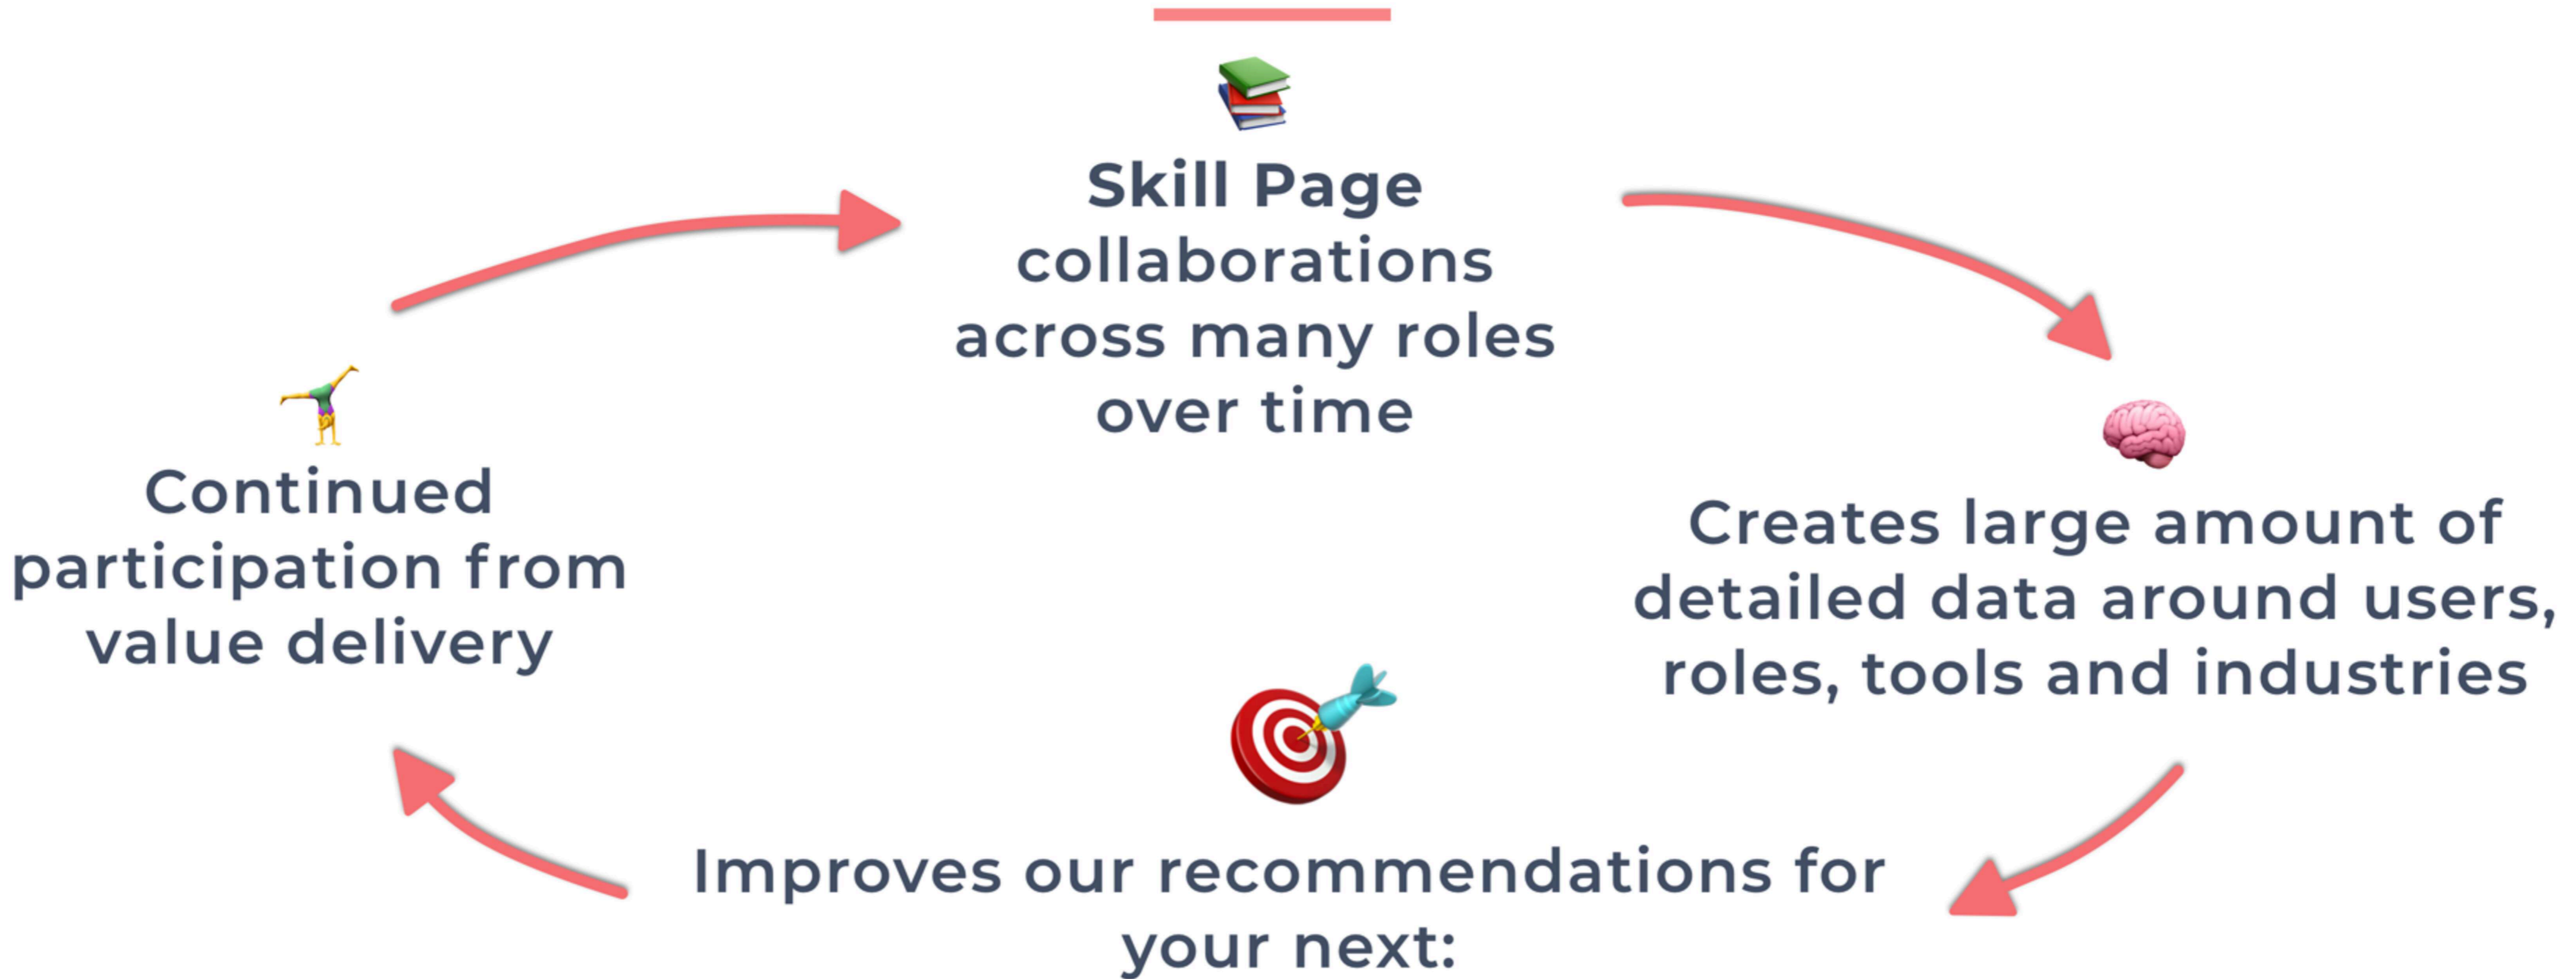 Skill Page
collaborations
across many roles
over time
Creates large amount of
detailed data around users,
roles, tools and industries
Improves our recommendations for
your next:
Continued
participation from
value delivery